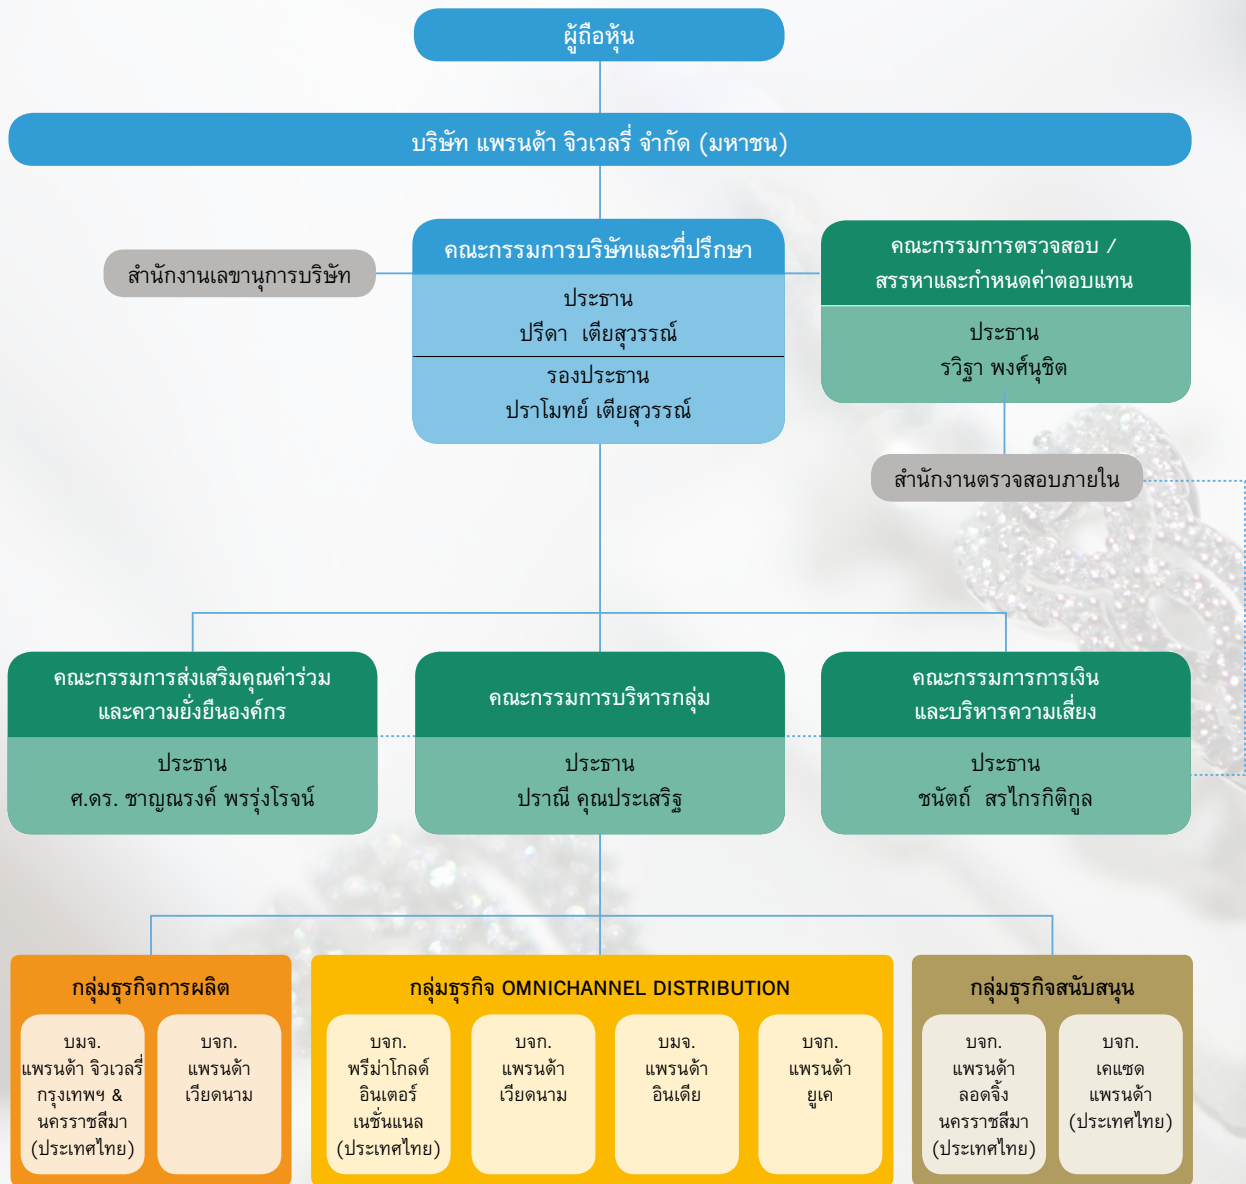 ผู้ถือหุ้น
บริษัท แพรนด้า จิวเวลรี่ จำกัด (มหาชน)
สำนักงานเลขานุการบริษัท
คณะกรรมการบริษัทและที่ปรึกษา
ประธาน
ปรีดา เตียสุวรรณ์
รองประธาน
ปราโมทย์ เตียสุวรรณ์
คณะกรรมการตรวจสอบ /
สรรหาและกำหนดค่าตอบแทน
ประธาน
รวิฐา พงศ์นุชิต
สำนักงานตรวจสอบภายใน
คณะกรรมการส่งเสริมคุณค่าร่วม
และความยั่งยืนองค์กร
ประธาน
ศ.ดร. ชาญณรงค์ พรรุ่งโรจน์
คณะกรรมการบริหารกลุ่ม
ประธาน
ปราณี คุณประเสริฐ
คณะกรรมการการเงิน
และบริหารความเสี่ยง
ประธาน
ชนัตถ์ สรไกรกิติกูล
กลุ่มธุรกิจการผลิต
บมจ.
แพรนด้า จิวเวลรี่
กรุงเทพฯ &
นครราชสีมา
(ประเทศไทย)
บจก.
แพรนด้า
เวียดนาม
กลุ่มธุรกิจ OMNICHANNEL DISTRIBUTION
บจก.
พรีม่าโกลด์
อินเตอร์
เนชั่นแนล
(ประเทศไทย)
บจก.
แพรนด้า
เวียดนาม
บมจ.
แพรนด้า
อินเดีย
บจก.
แพรนด้า
ยูเค
กลุ่มธุรกิจสนับสนุน
บจก.
แพรนด้า
ลอดจิ้ง
นครราชสีมา
(ประเทศไทย)
บจก.
เคแซด
แพรนด้า
(ประเทศไทย)